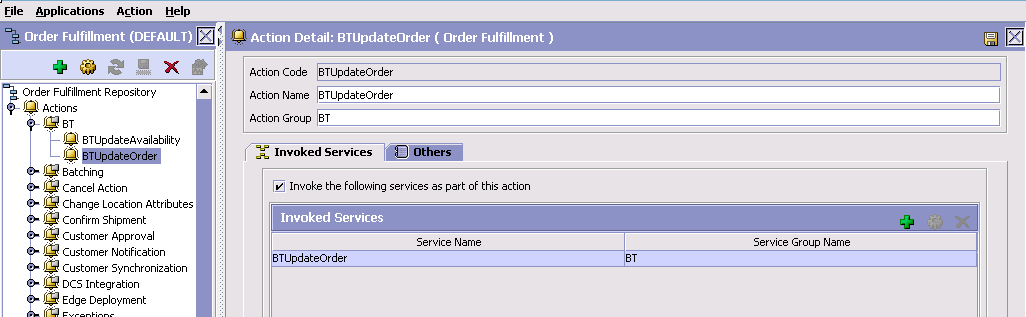 File Applications Action Help
Order Fulfillment (DEFAULT)
Order Fulfillment Repository
Actions
BT
BTUpdateAvailability
BTUpdateOrder
Batching
Cancel Action
Change Location Attributes
Confirm Shipment
Customer Approval
Customer Notification
Customer Synchronization
DCS Integration
Edge Deployment
Exceptions
Action Detail: BTUpdateOrder ( Order Fulfillment )
Action Code BTUpdateOrder
Action Name BTUpdateOrder
Action Group BT
Invoked Services Others
Invoke the following services as part of this action
Invoked Services
Service Name Service Group Name
BTUpdateOrder BT